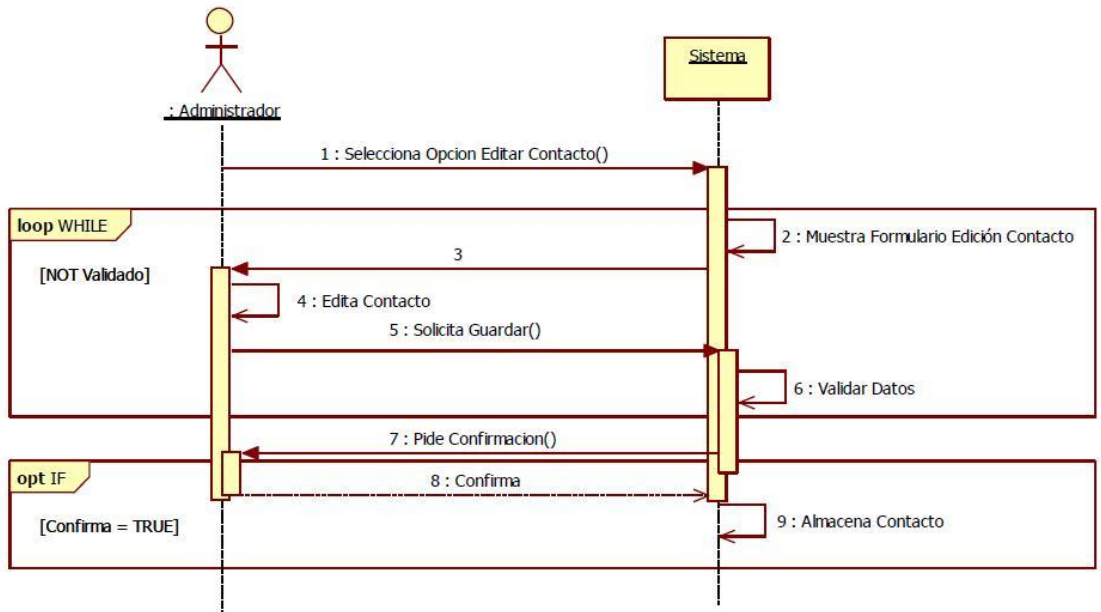 Sistema
: Administrador
1 : Selecciona Opcion Editar Contacto()
loop WHILE
2 : Muestra Formulario Edición Contacto
3
[NOT Validado]
4 : Edita Contacto
5 : Solicita Guardar()
6 : Validar Datos
7 : Pide Confirmacion()
opt IF
8 : Confirma
[Confirma = TRUE]
9 : Almacena Contacto